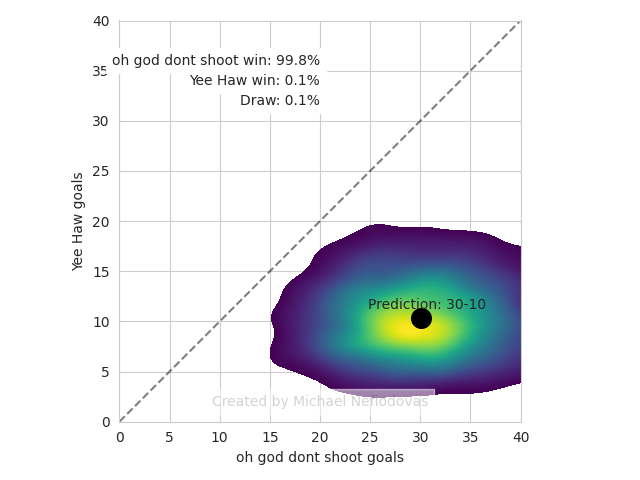 40
oh god dont shoot win: 99.8%
35
Yee Haw win: 0.1%
Draw: 0.1%
30
25
20
15
Prediction: 30-10
10
5
Created by Michael Nefiodovas
0
0 5 10 15 20 25 30 35 40
Yee Haw goals
oh god dont shoot goals